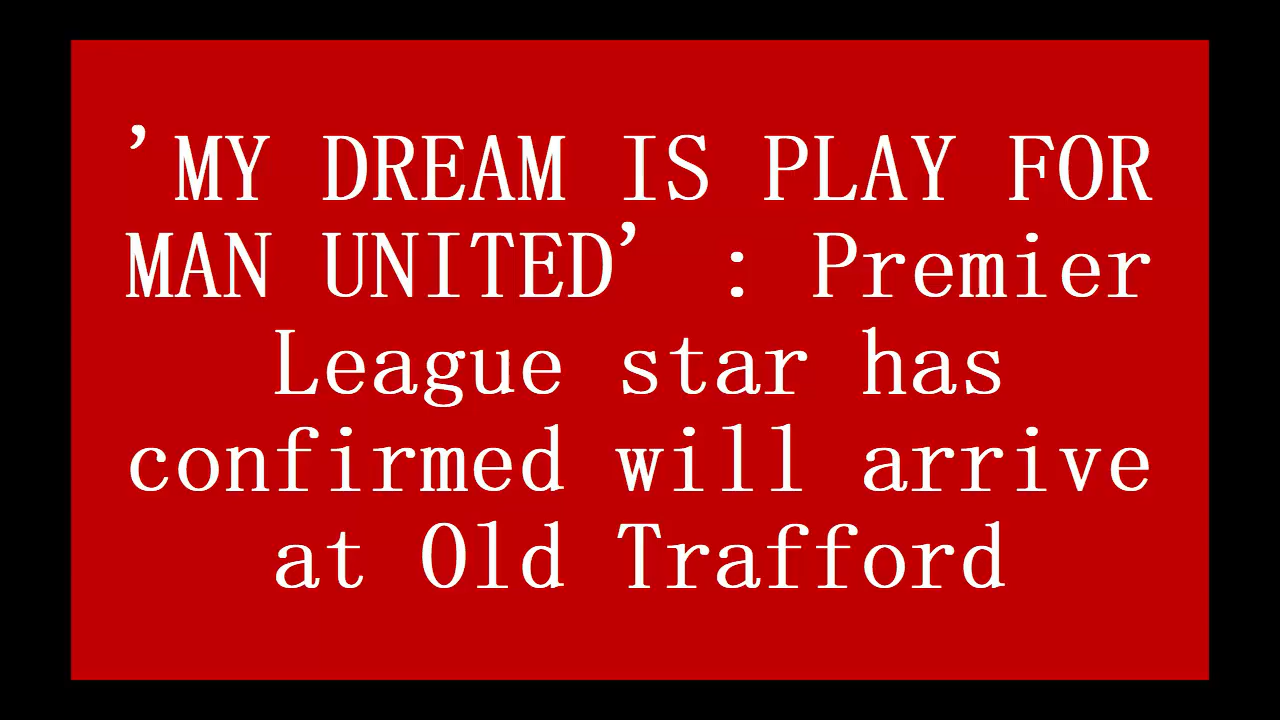 ’MY DREAM IS PLAY FOR
MAN UNITED’ : Premier
League star has
confirmed will arrive
at Old Trafford